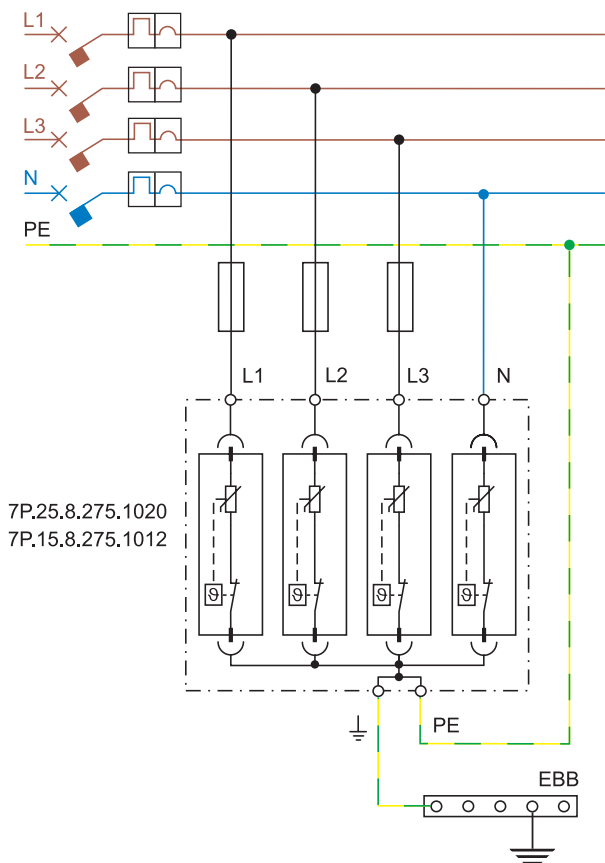 L1
L2
L3
N
PE
L1 L2 L3 N
7P.25.8.275.1020
7P.15.8.275.1012
ϑ ϑ ϑ ϑ
PE
EBB